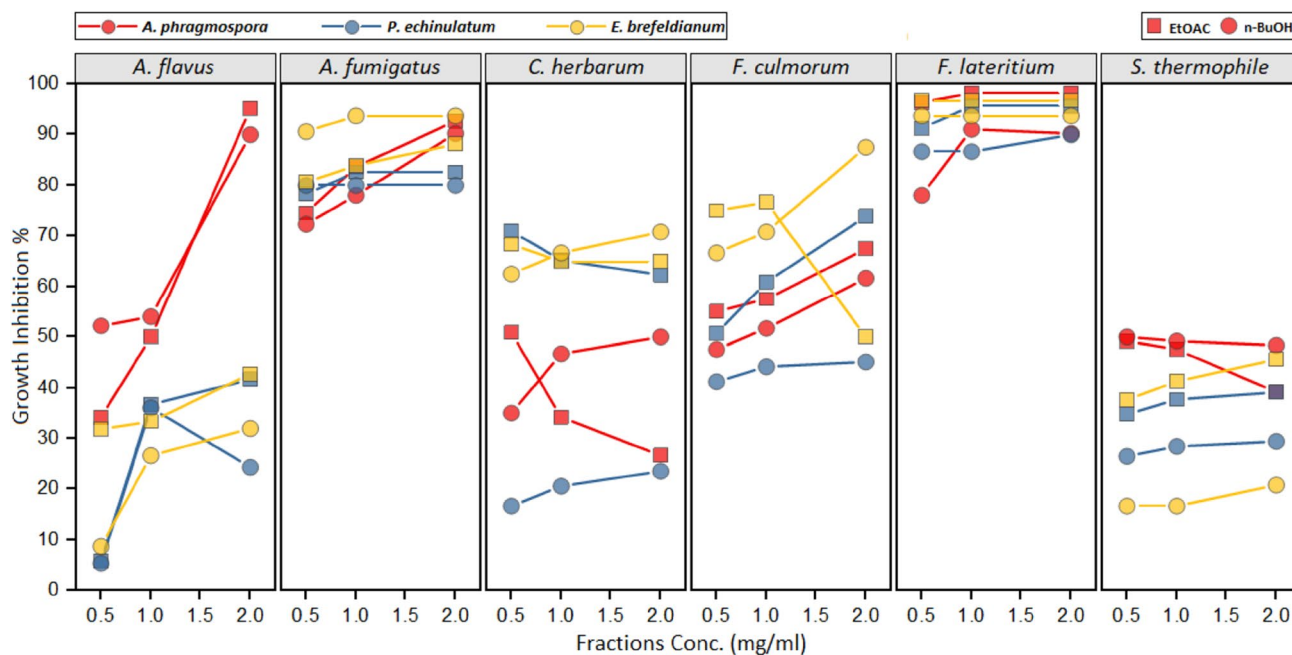 A. phragmospora P. echinulatum E. brefeldianum EtOAC n-BuOH
A. flavus A. fumigatus C. herbarum F. culmorum F. lateritium S. thermophile
100
90
80
70
60
50
40
30
20
10
0
Growth Inhibition %
0.5 1.0 1.5 2.0 0.5 1.0 1.5 2.0 0.5 1.0 1.5 2.0 0.5 1.0 1.5 2.0 0.5 1.0 1.5 2.0 0.5 1.0 1.5 2.0
Fractions Conc. (mg/ml)